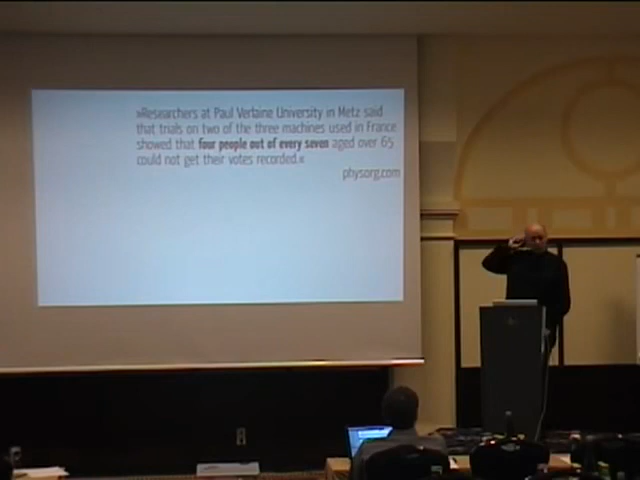 »Researchers at Paul Verlaine University in Metz said
that trials on two of the three machines used in France
showed that four people out of every seven aged over 65
could not get their votes recorded.«
physorg.com